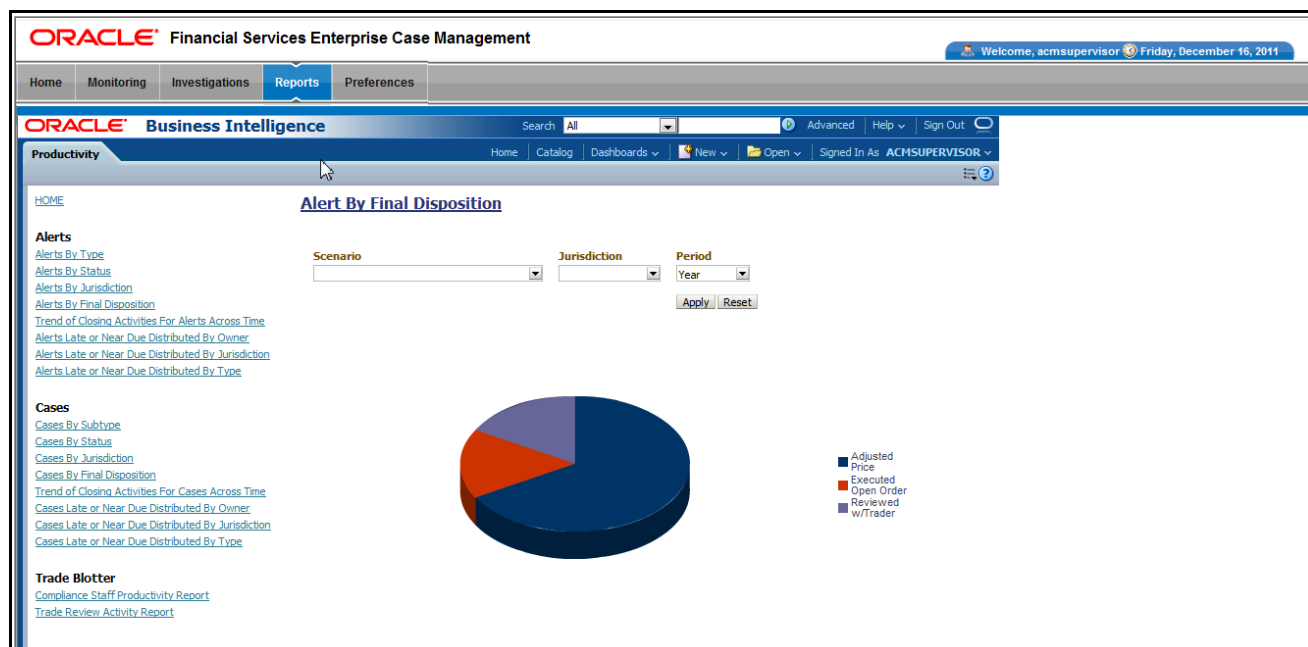 ORACLE® Financial Services Enterprise Case Management
Welcome, acmsupervisor Friday, December 16, 2011
Home Monitoring Investigations Reports Preferences
ORACLE® Business Intelligence
Search All Advanced Help Sign Out
Productivity
Home Catalog Dashboards New Open Signed In As ACMSUPERVISOR
HOME
Alert By Final Disposition
Alerts
Alerts By Type
Alerts By Status
Alerts By Jurisdiction
Alerts By Final Disposition
Trend of Closing Activities For Alerts Across Time
Alerts Late or Near Due Distributed By Owner
Alerts Late or Near Due Distributed By Jurisdiction
Alerts Late or Near Due Distributed By Type
Scenario Jurisdiction Period
Year
Apply Reset
Cases
Cases By Subtype
Cases By Status
Cases By Jurisdiction
Cases By Final Disposition
Trend of Closing Activities For Cases Across Time
Cases Late or Near Due Distributed By Owner
Cases Late or Near Due Distributed By Jurisdiction
Cases Late or Near Due Distributed By Type
Adjusted
Price
Executed
Open Order
Reviewed
w/Trader
Trade Blotter
Compliance Staff Productivity Report
Trade Review Activity Report